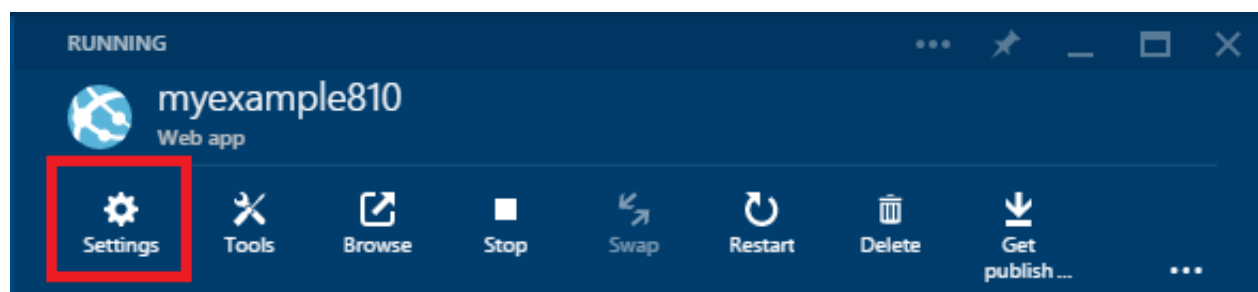 RUNNING
myexample810
Web app
Settings Tools Browse Stop Swap Restart Delete Get
publish ...